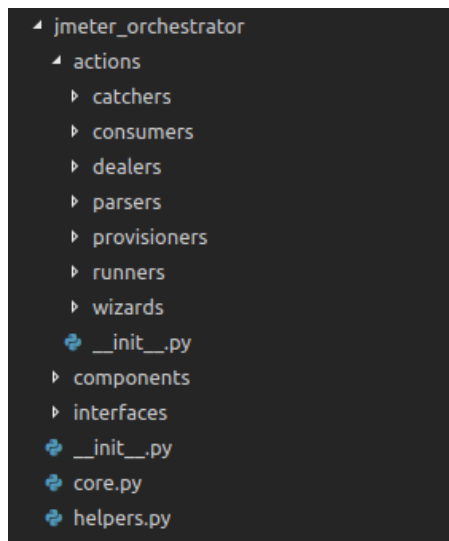 jmeter_orchestrator
actions
catchers
consumers
dealers
parsers
provisioners
runners
wizards
__init__.py
components
interfaces
__init__.py
core.py
helpers.py